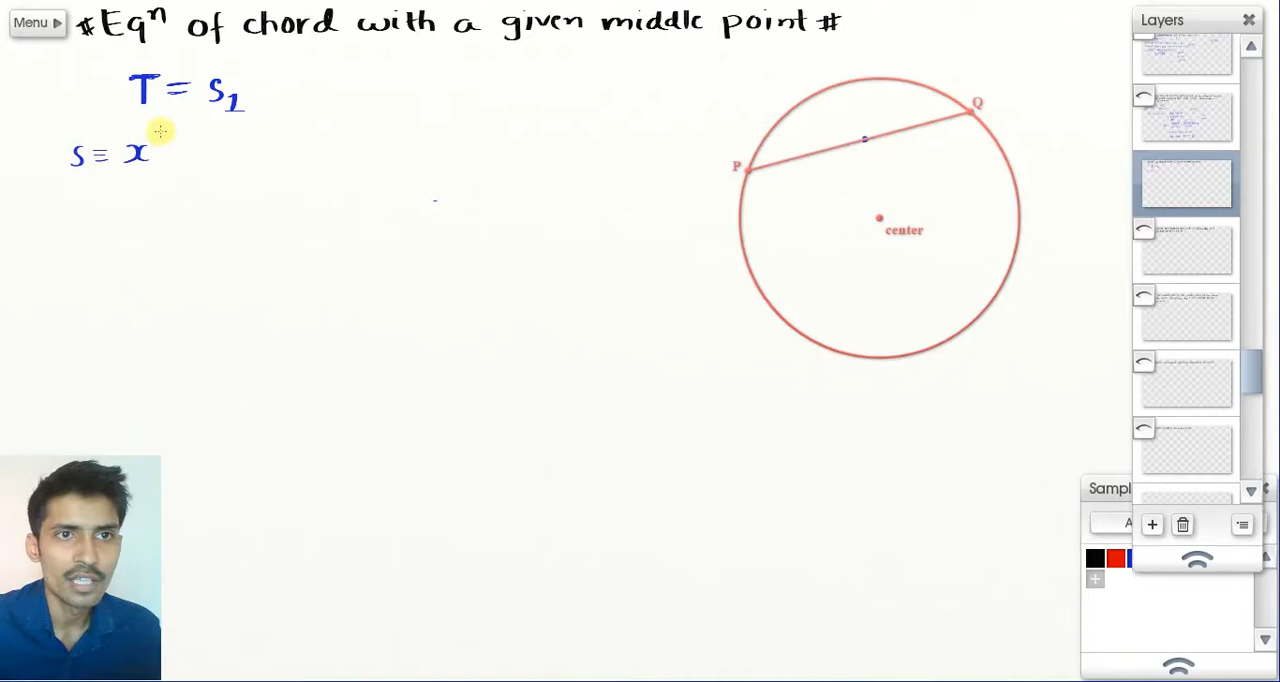 Menu
*Eqⁿ of chord with a given middle point #
T = S₁
S ≡ x
P
Q
center
Layers
Sampl
A